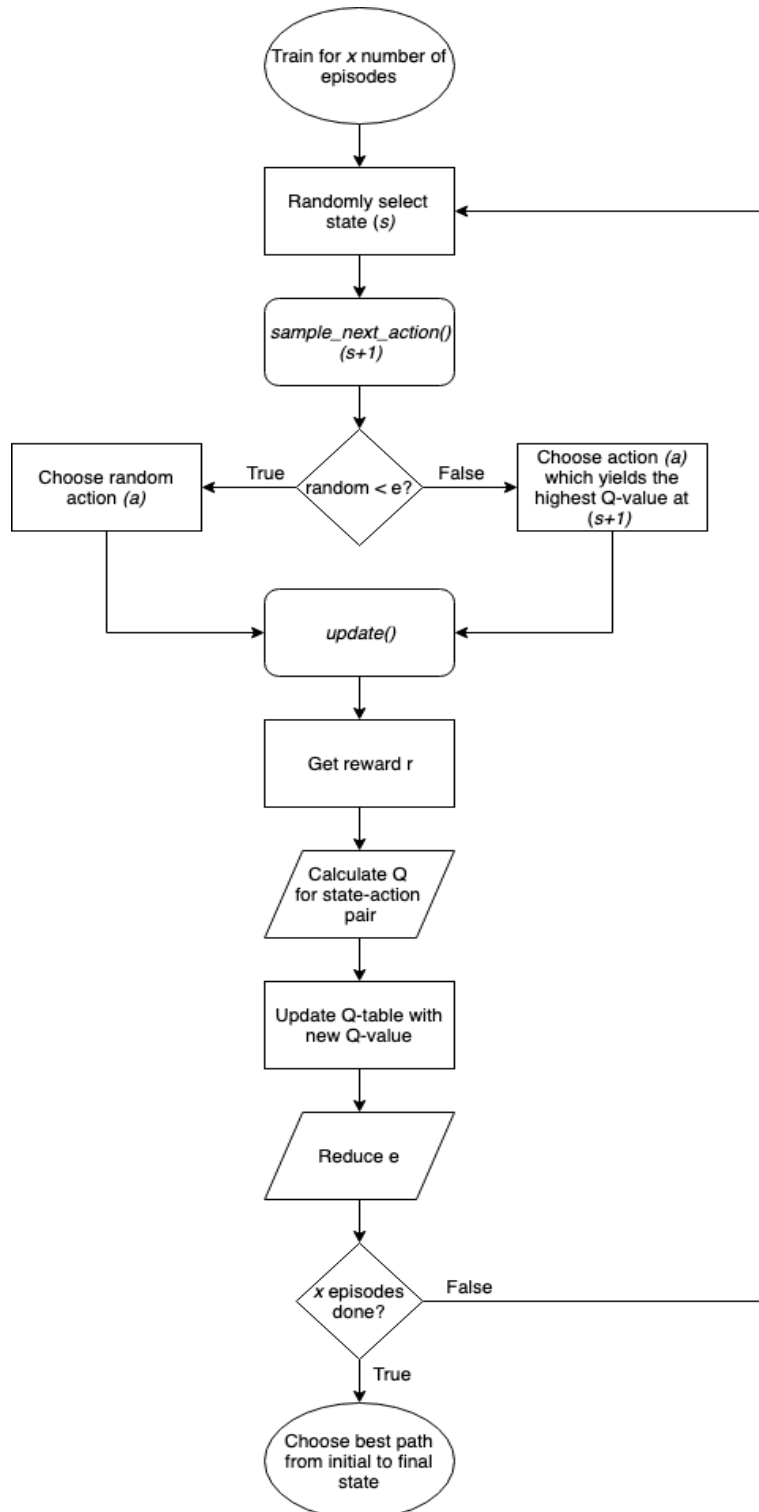 Train for x number of
episodes
Randomly select
state (s)
sample_next_action()
(s+1)
random < e?
True
False
Choose random
action (a)
Choose action (a)
which yields the
highest Q-value at
(s+1)
update()
Get reward r
Calculate Q
for state-action
pair
Update Q-table with
new Q-value
Reduce e
x episodes
done?
False
True
Choose best path
from initial to final
state